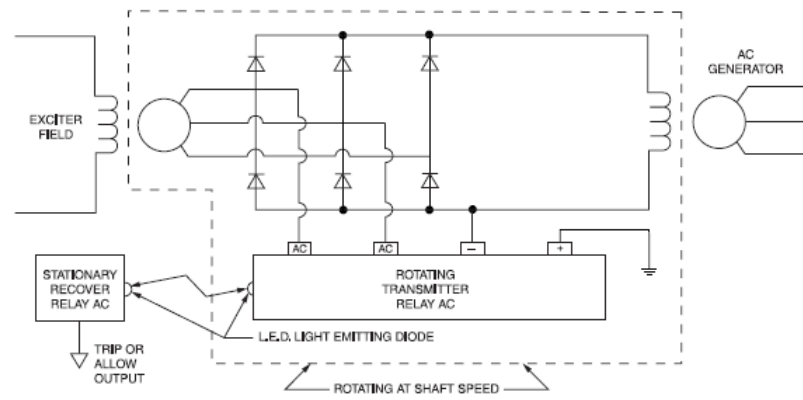 AC
GENERATOR
EXCITER
FIELD
AC
AC
–
+
STATIONARY
RECOVER
RELAY AC
ROTATING
TRANSMITTER
RELAY AC
L.E.D. LIGHT EMITTING DIODE
TRIP OR
ALLOW
OUTPUT
ROTATING AT SHAFT SPEED